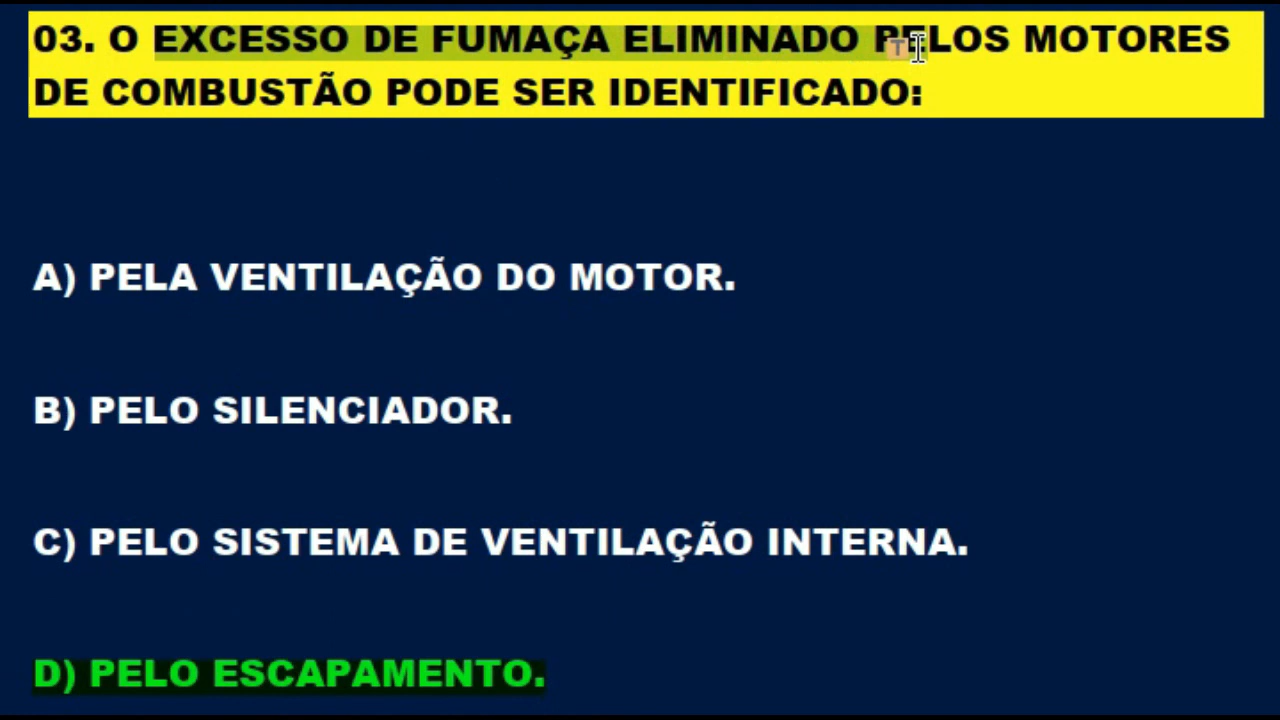 03. O EXCESSO DE FUMAÇA ELIMINADO PELOS MOTORES
DE COMBUSTÃO PODE SER IDENTIFICADO:
A) PELA VENTILAÇÃO DO MOTOR.
B) PELO SILENCIADOR.
C) PELO SISTEMA DE VENTILAÇÃO INTERNA.
D) PELO ESCAPAMENTO.